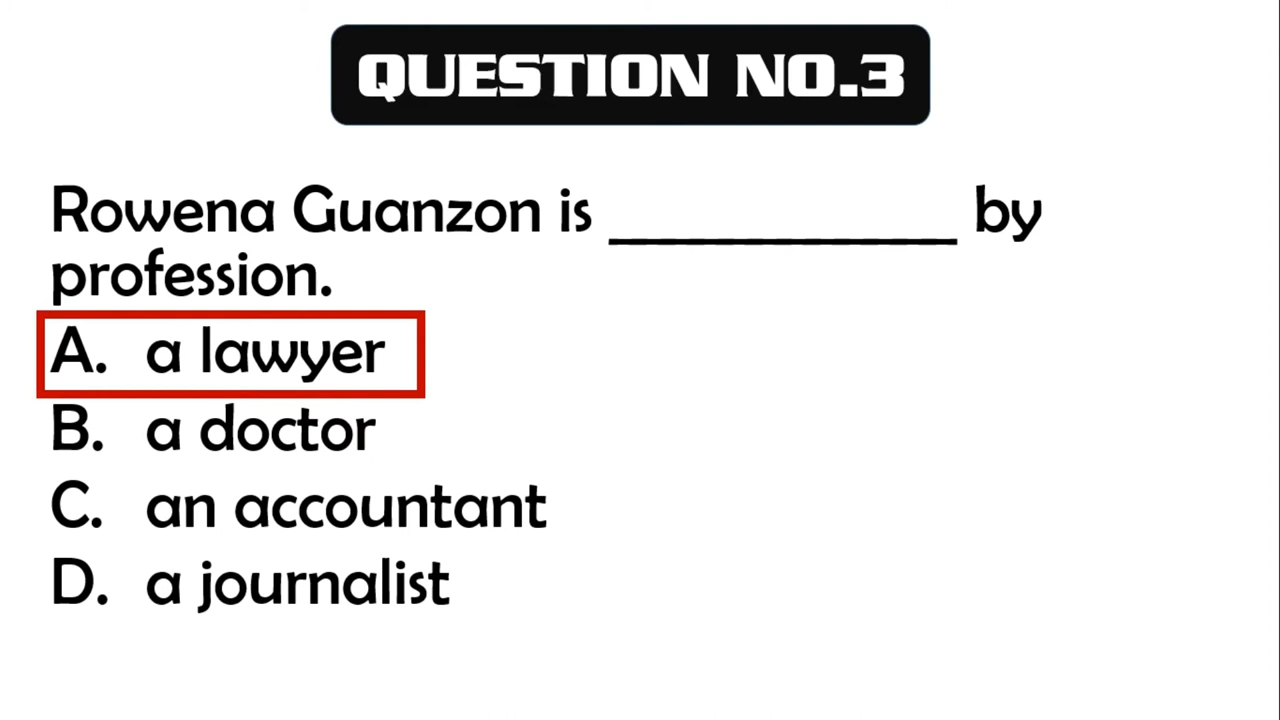 QUESTION NO.3
Rowena Guanzon is ____________ by
profession.
A. a lawyer
B. a doctor
C. an accountant
D. a journalist